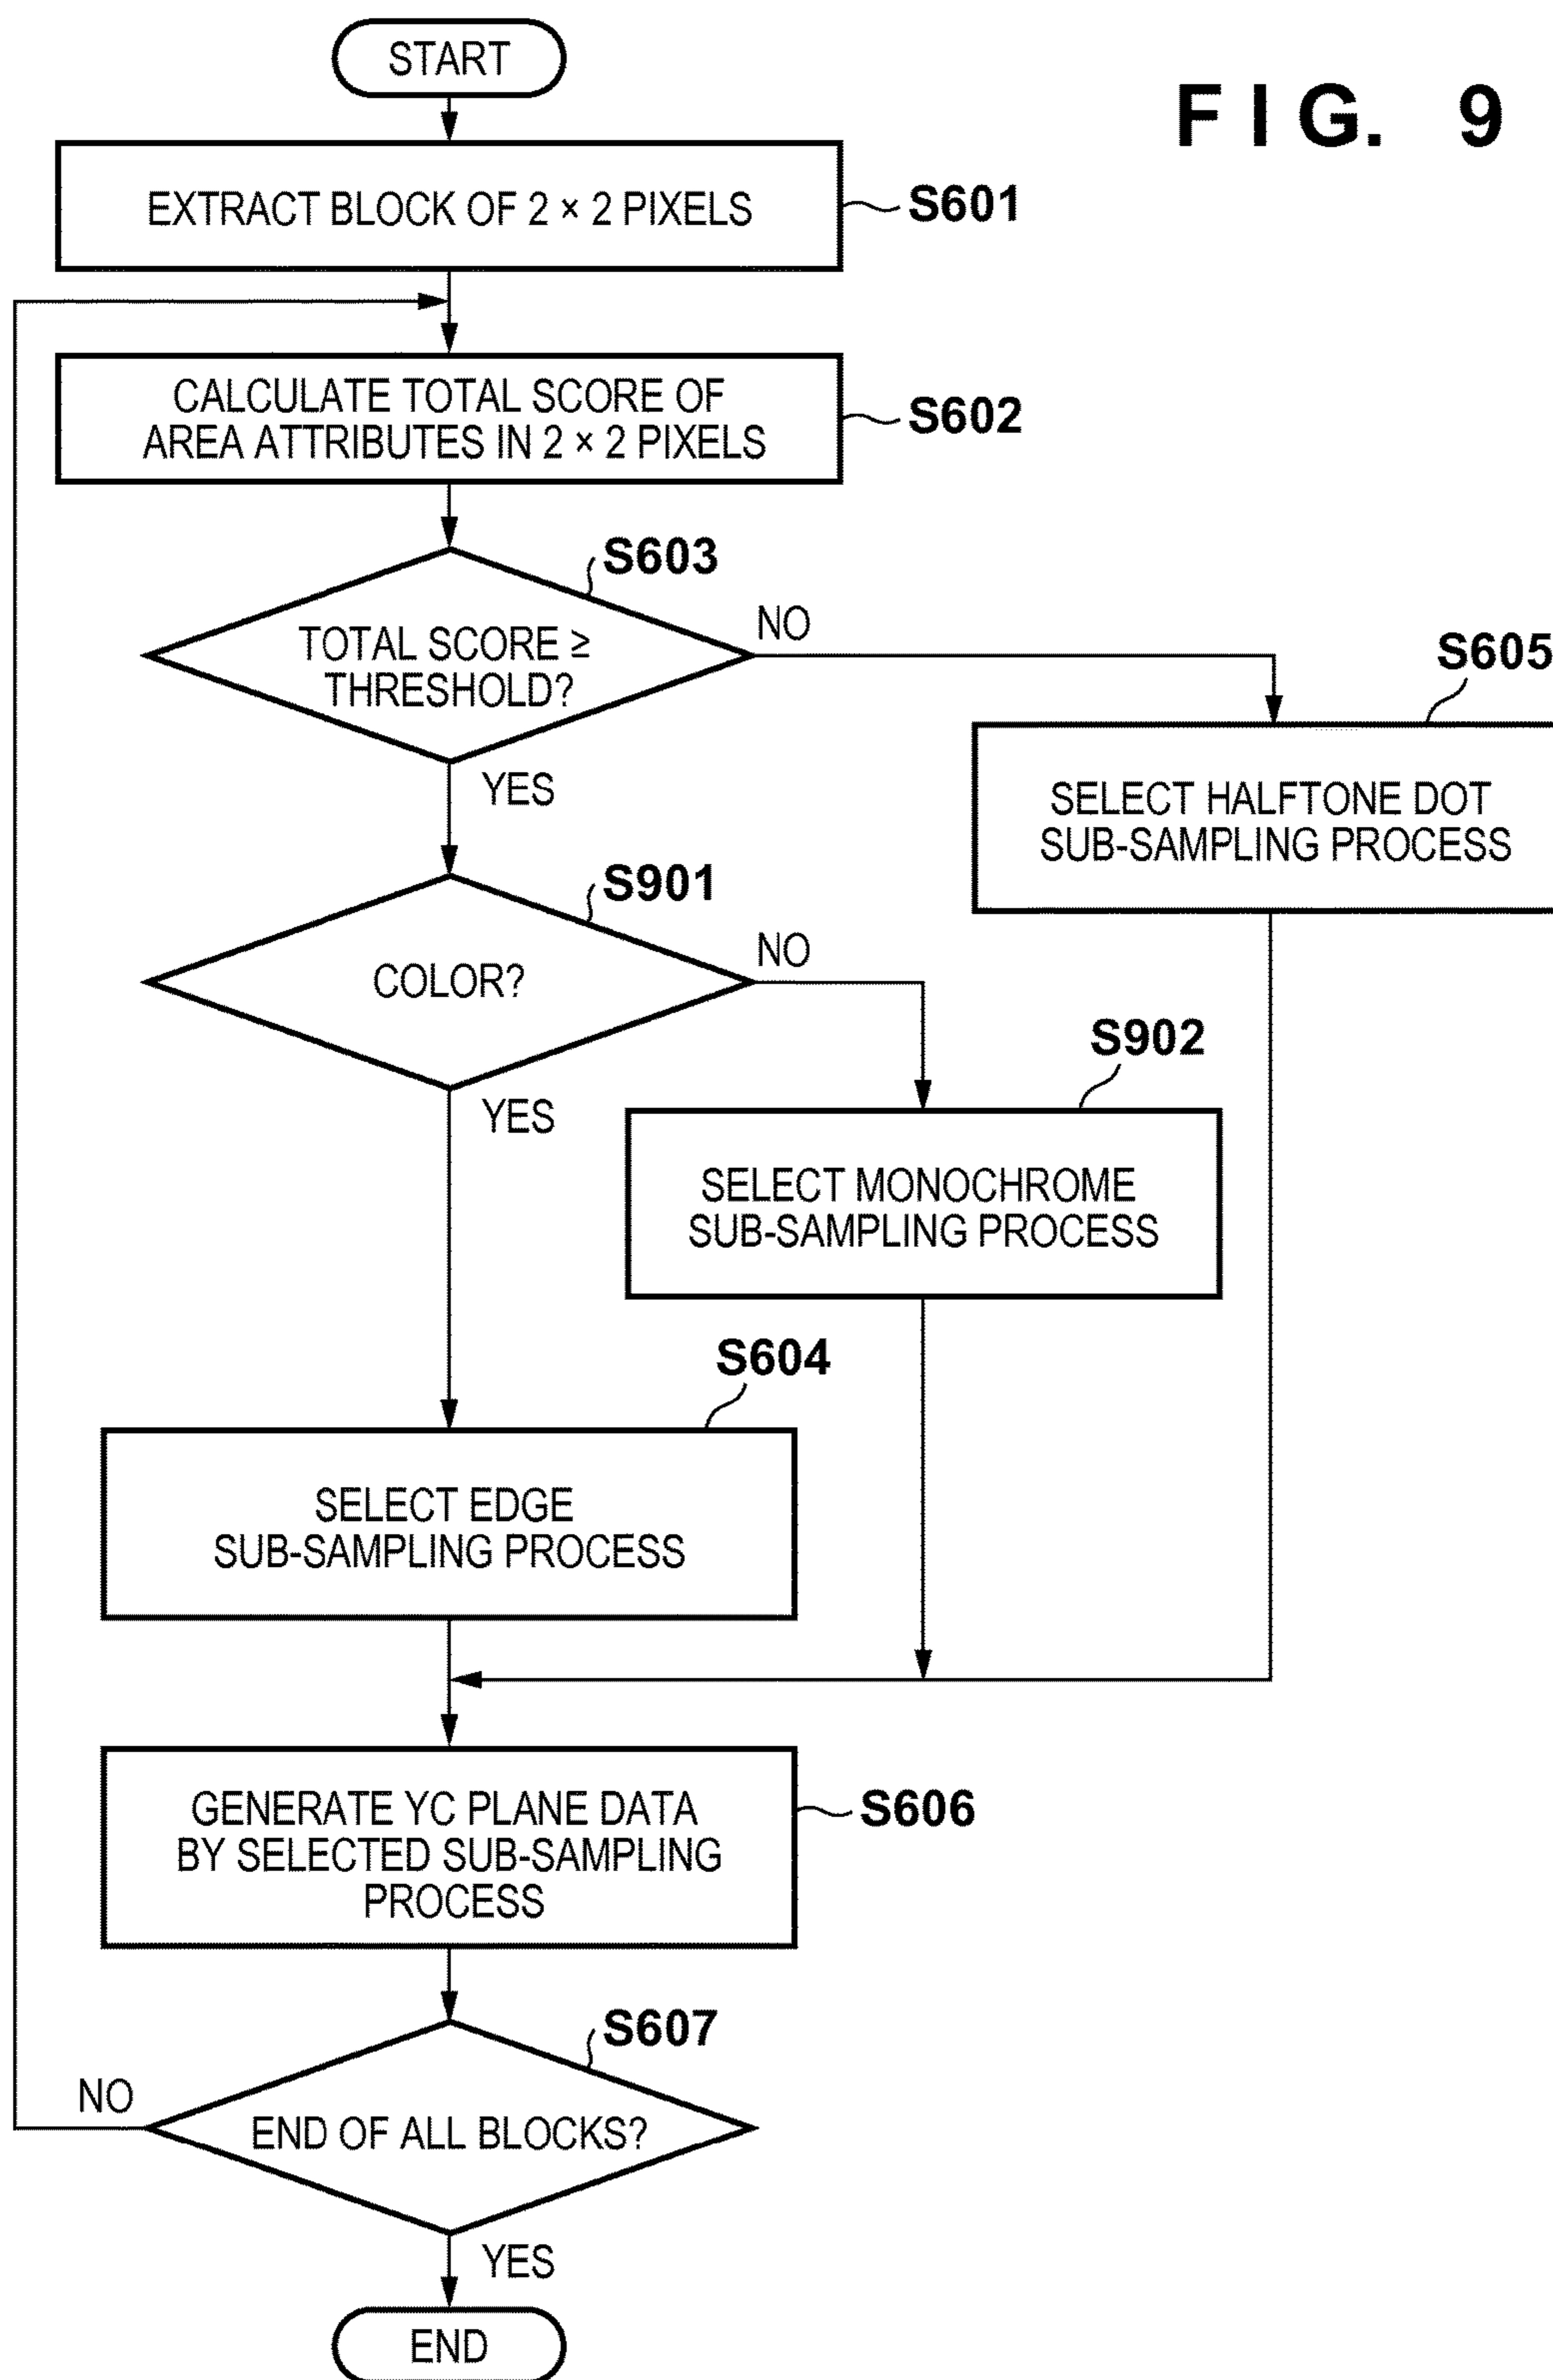 START
FIG. 9
EXTRACT BLOCK OF 2 × 2 PIXELS
S601
CALCULATE TOTAL SCORE OF
AREA ATTRIBUTES IN 2 × 2 PIXELS
S602
S603
TOTAL SCORE ≥
THRESHOLD?
NO
YES
S605
SELECT HALFTONE DOT
SUB-SAMPLING PROCESS
S901
COLOR?
NO
YES
S902
SELECT MONOCHROME
SUB-SAMPLING PROCESS
S604
SELECT EDGE
SUB-SAMPLING PROCESS
GENERATE YC PLANE DATA
BY SELECTED SUB-SAMPLING
PROCESS
S606
S607
END OF ALL BLOCKS?
NO
YES
END